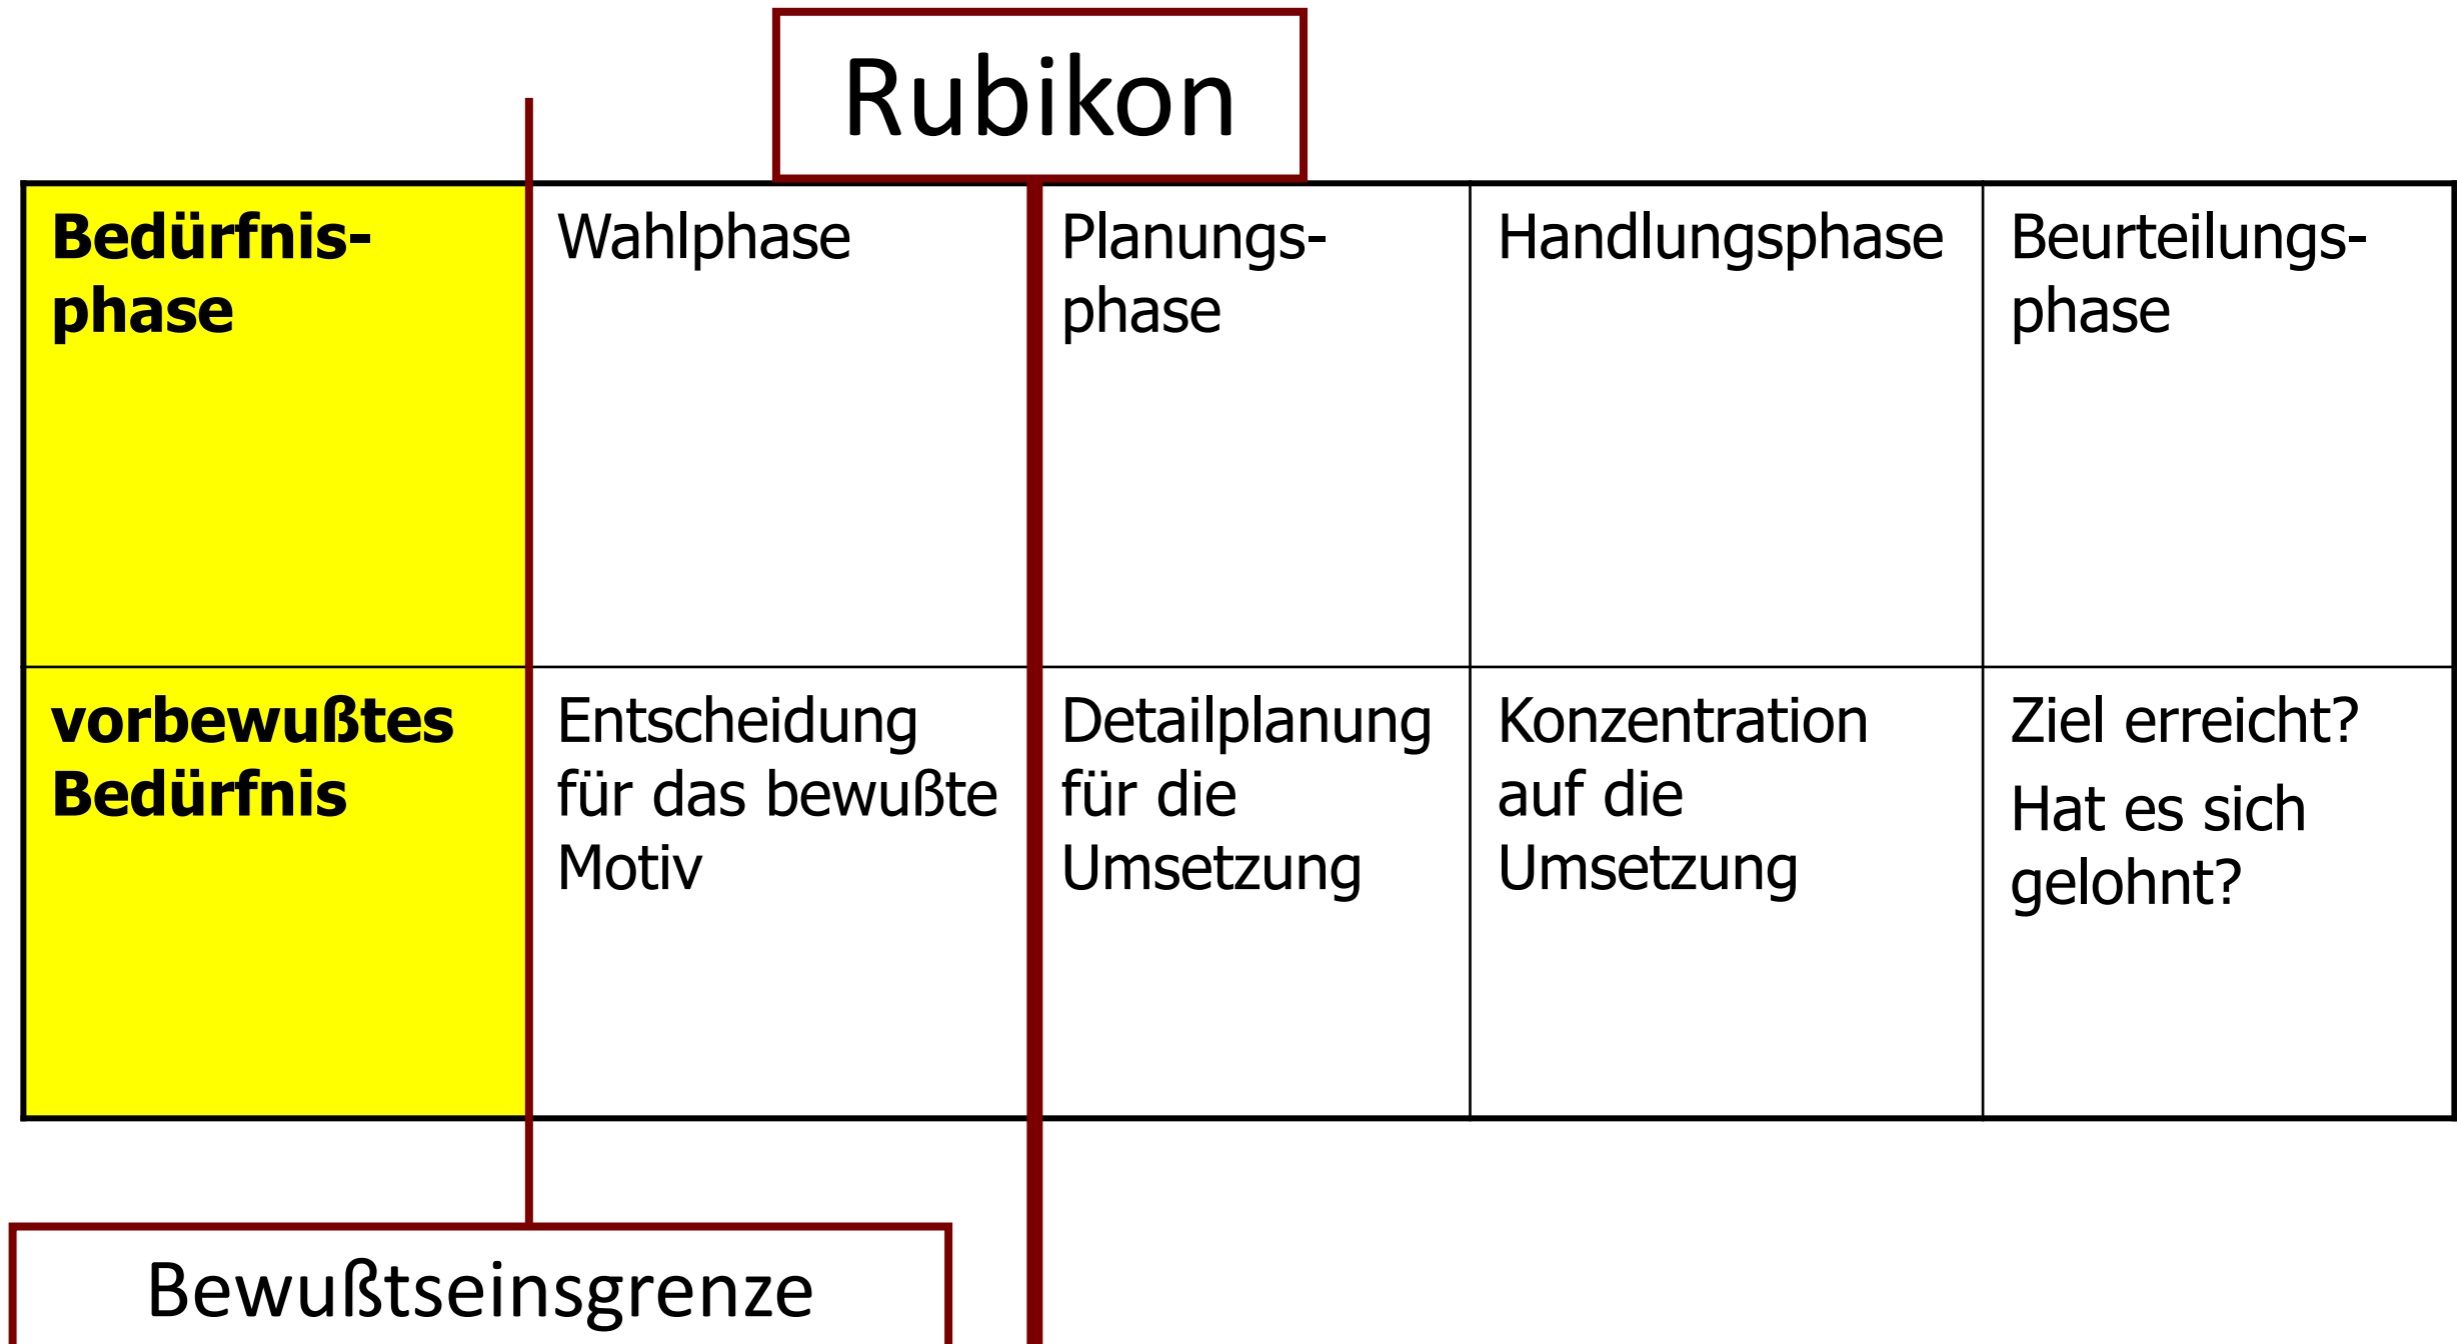 Rubikon
Bedürfnis-
phase
Wahlphase
Planungs-
phase
Handlungsphase
Beurteilungs-
phase
vorbewußtes
Bedürfnis
Entscheidung
für das bewußte
Motiv
Detailplanung
für die
Umsetzung
Konzentration
auf die
Umsetzung
Ziel erreicht?
Hat es sich
gelohnt?
Bewußtseinsgrenze